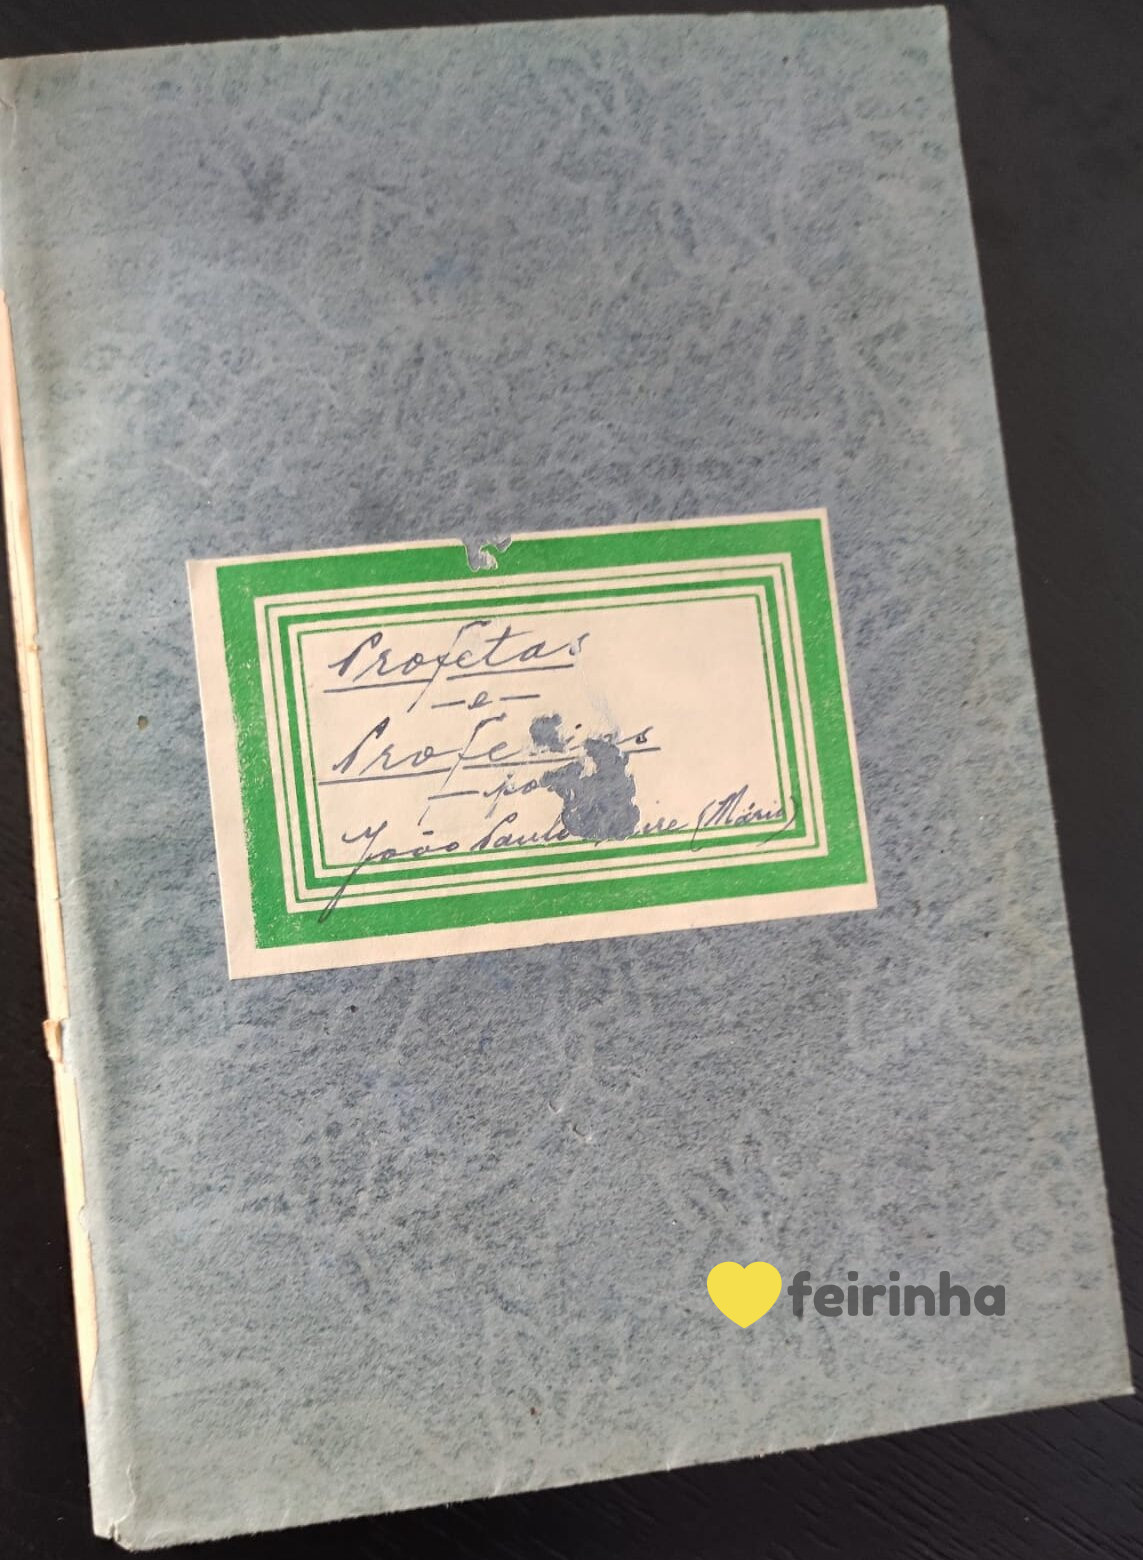 Profetas
— e —
Profecias
— por
João Paulo Freire (Mário)
feirinha